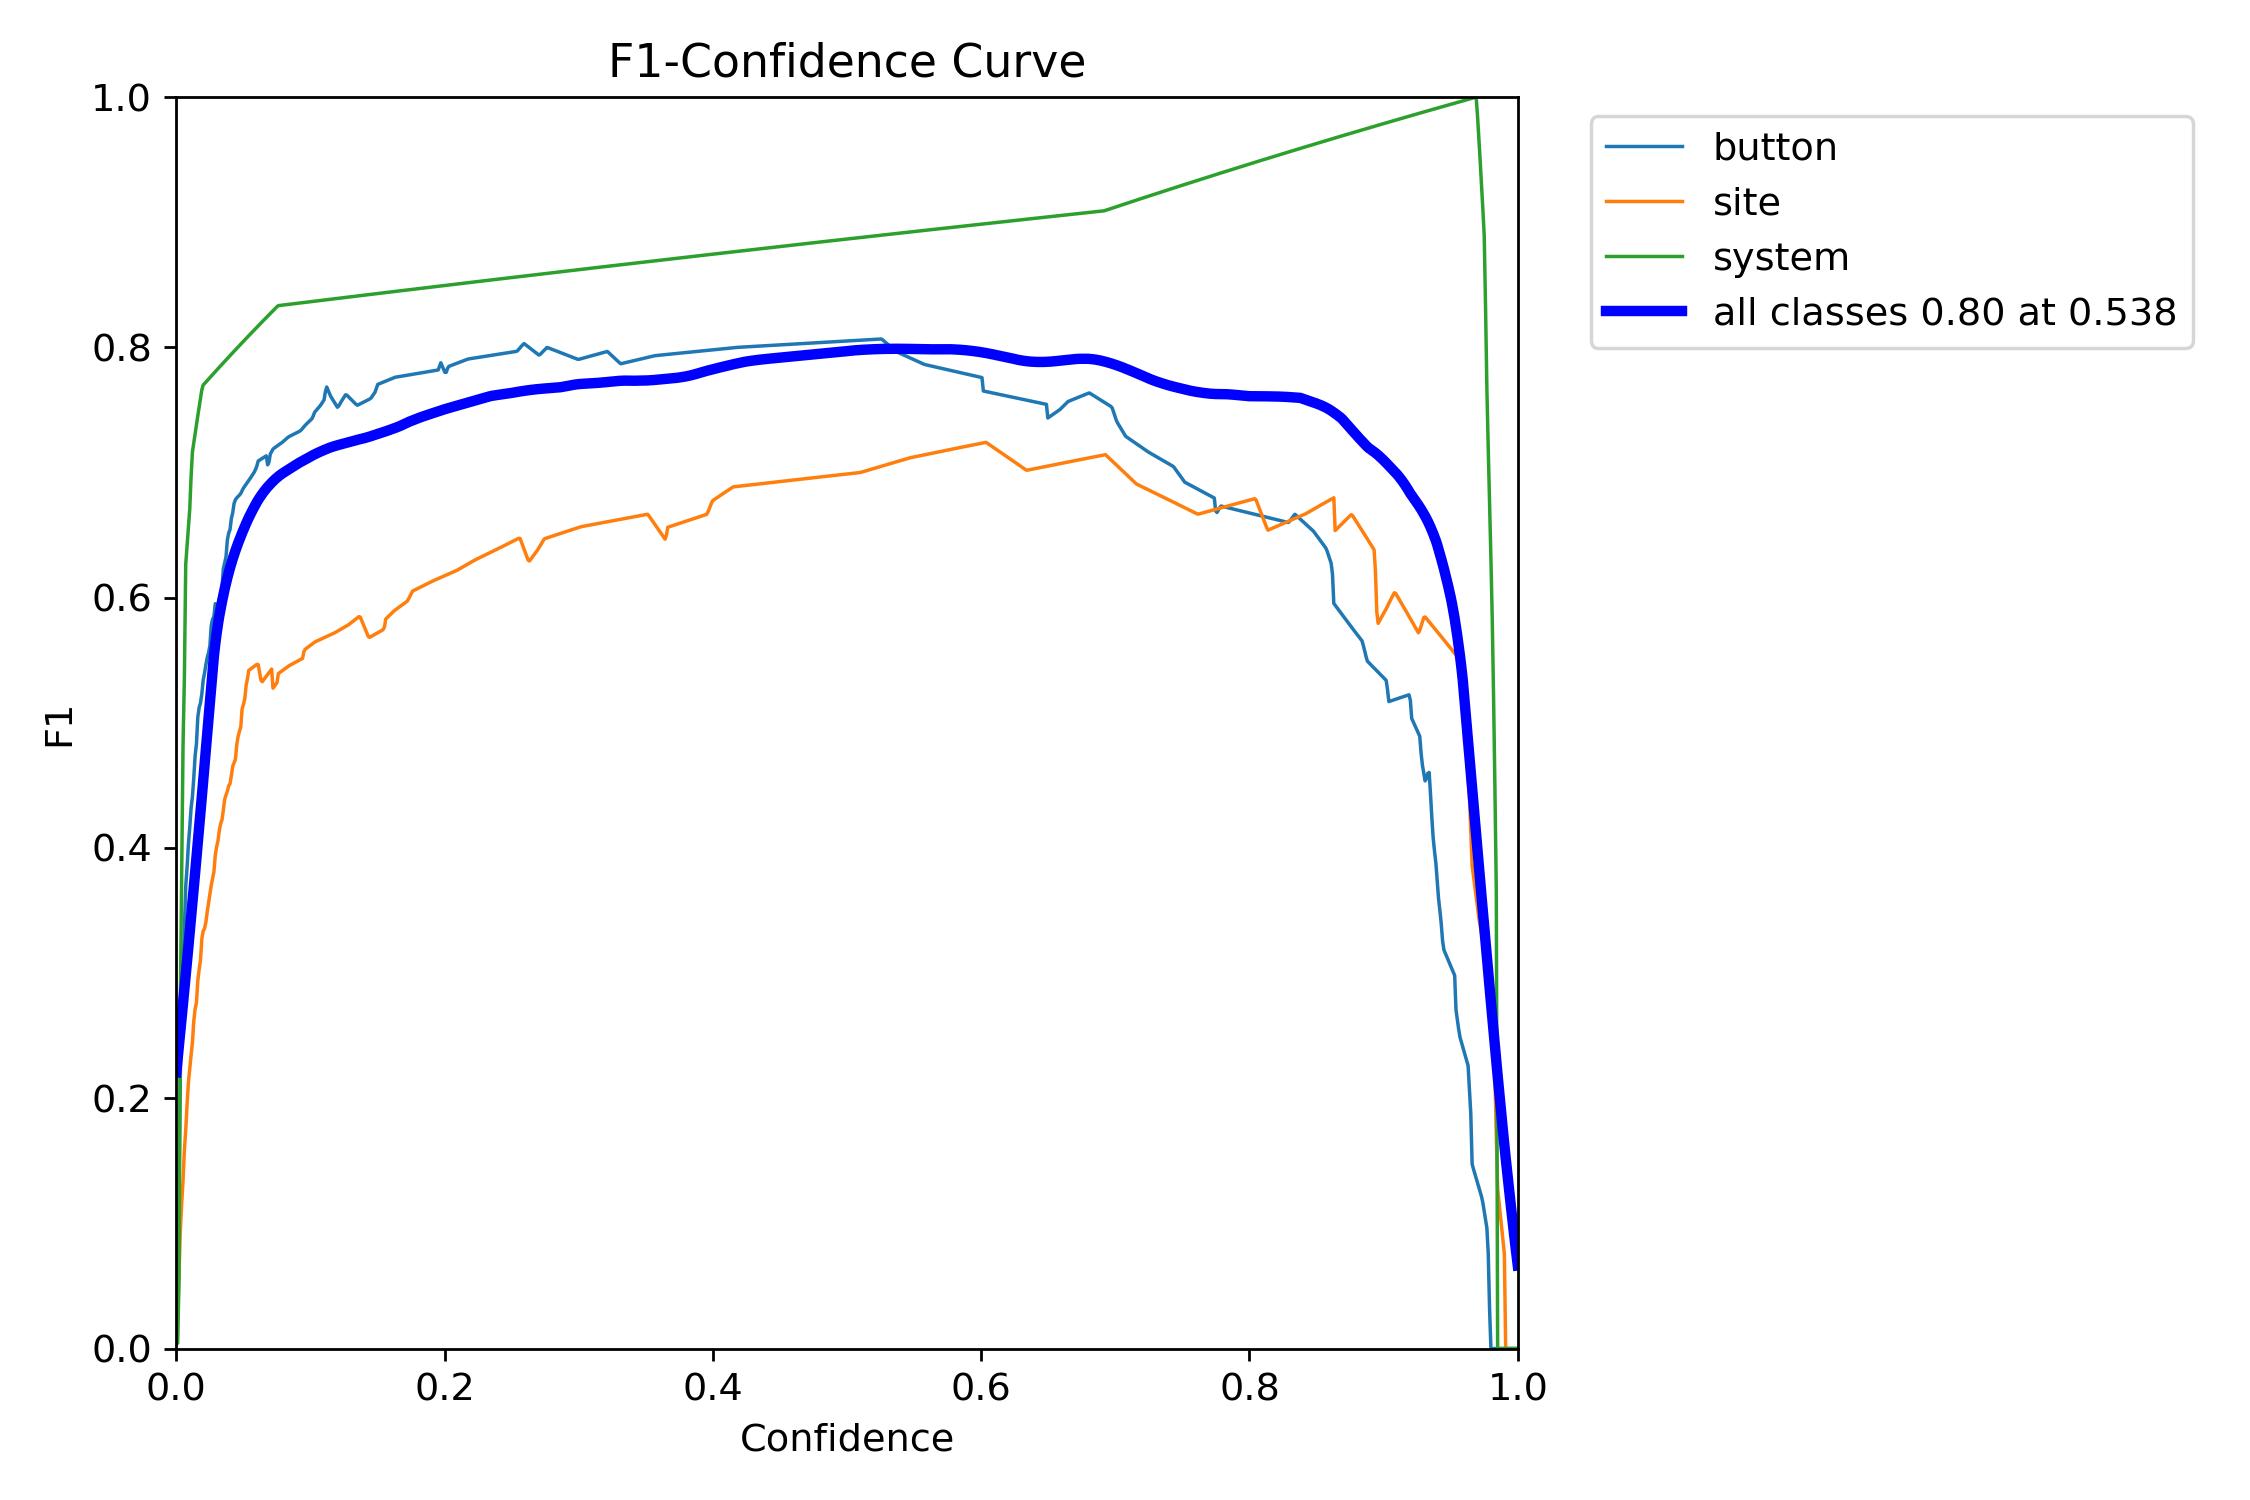 F1-Confidence Curve
1.0
0.8
0.6
0.4
0.2
0.0
F1
0.0 0.2 0.4 0.6 0.8 1.0
Confidence
button
site
system
all classes 0.80 at 0.538